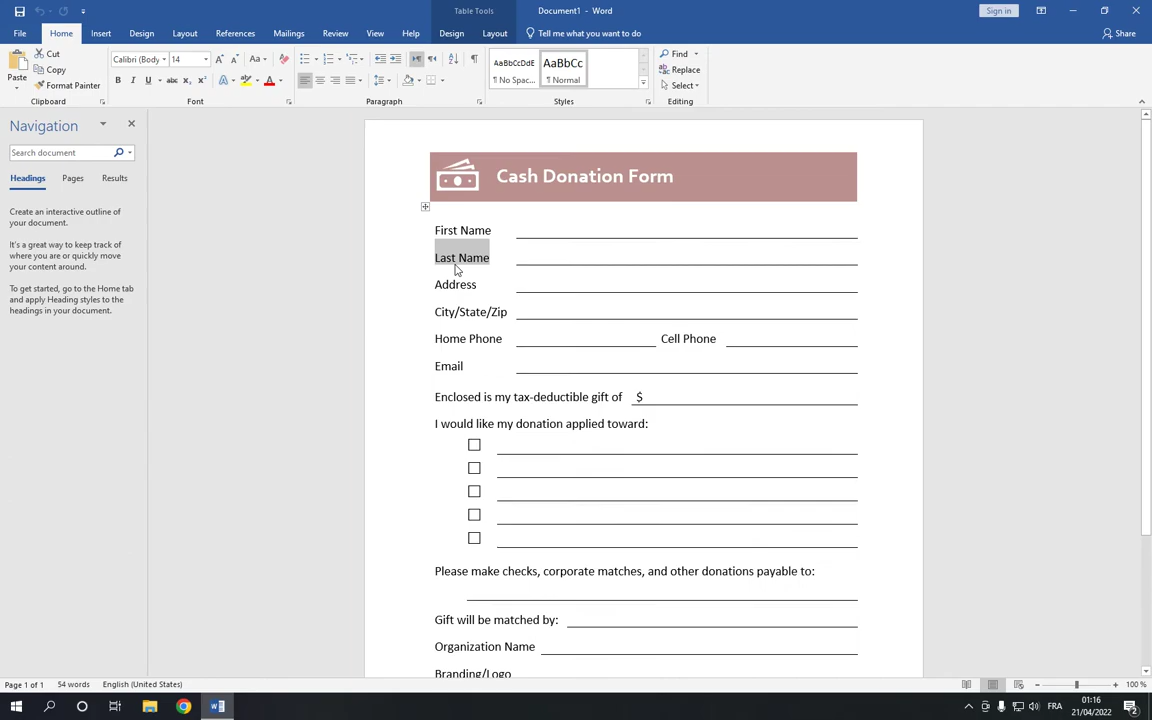 Table Tools
Document1 - Word
Sign in
File
Home
Insert
Design
Layout
References
Mailings
Review
View
Help
Design
Layout
Tell me what you want to do
Share
Paste
Cut
Copy
Format Painter
Clipboard
Calibri (Body
14
Font
Paragraph
AaBbCcDdE
¶ No Spac...
AaBbCc
¶ Normal
Styles
Find
Replace
Select
Editing
Navigation
Search document
Headings
Pages
Results
Create an interactive outline of
your document.
It's a great way to keep track of
where you are or quickly move
your content around.
To get started, go to the Home tab
and apply Heading styles to the
headings in your document.
Cash Donation Form
First Name
Last Name
Address
City/State/Zip
Home Phone
Cell Phone
Email
Enclosed is my tax-deductible gift of $
I would like my donation applied toward:
Please make checks, corporate matches, and other donations payable to:
Gift will be matched by:
Organization Name
Branding/Logo
Page 1 of 1
54 words
English (United States)
100 %
FRA
01:16
21/04/2022